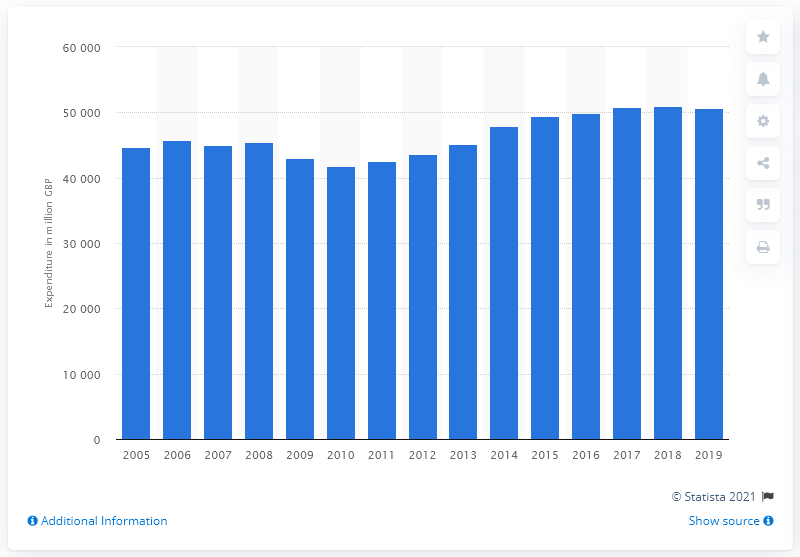 60 000
50 000
40 000
30 000
20 000
10 000
0
Expenditure in million GBP
2005 2006 2007 2008 2009 2010 2011 2012 2013 2014 2015 2016 2017 2018 2019
© Statista 2021
Additional Information
Show source